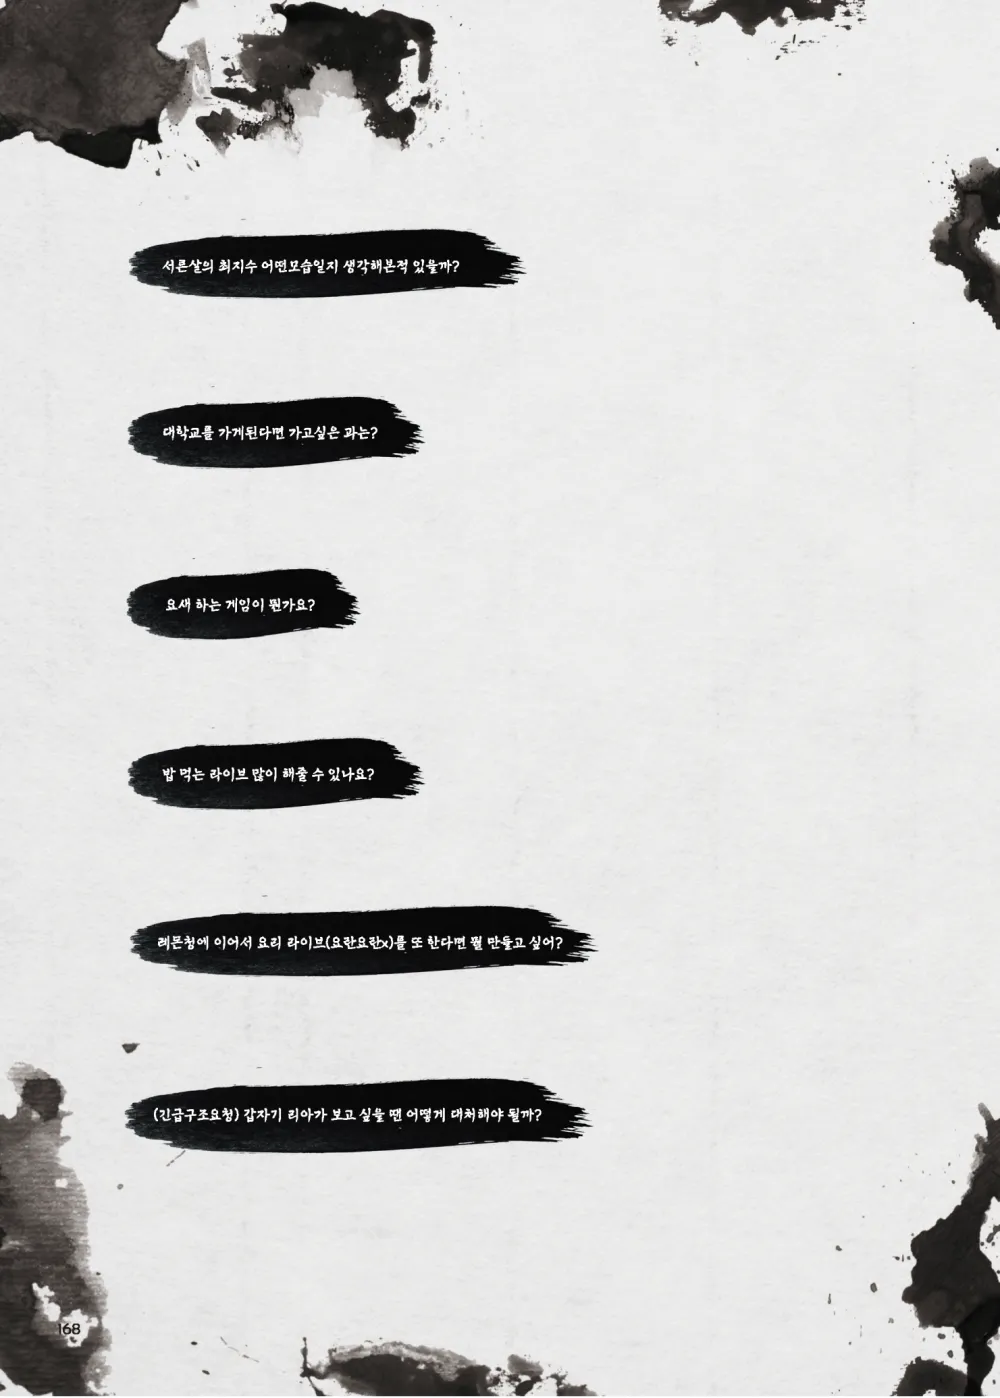 서른살의 최지수 어떤모습일지 생각해본적 있을까?
대학교를 가게된다면 가고싶은 과는?
요새 하는 게임이 뭔가요?
밥 먹는 라이브 많이 해줄 수 있나요?
레몬청에 이어서 요리 라이브(요란요란x)를 또 한다면 뭘 만들고 싶어?
(긴급구조요청) 갑자기 리아가 보고 싶을 땐 어떻게 대처해야 될까?
168